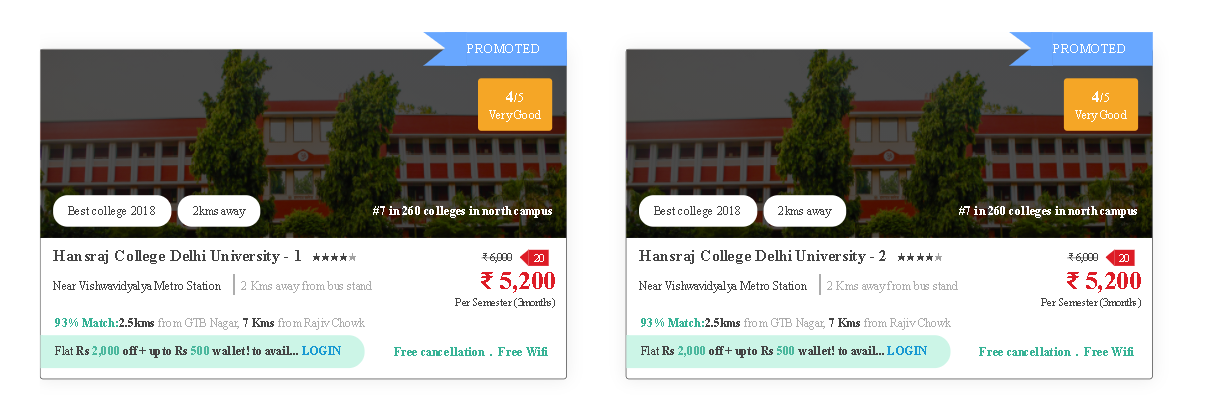 PROMOTED
4/5
Very Good
Best college 2018
2kms away
#7 in 260 colleges in north campus
Hansraj College Delhi University - 1 ★★★★★
₹ 6,000
20
₹ 5,200
Near Vishwavidyalya Metro Station
2 Kms away from bus stand
Per Semester (3months)
93% Match:2.5kms from GTB Nagar, 7 Kms from Rajiv Chowk
Flat Rs 2,000 off + upto Rs 500 wallet! to avail... LOGIN
Free cancellation . Free Wifi
PROMOTED
4/5
Very Good
Best college 2018
2kms away
#7 in 260 colleges in north campus
Hansraj College Delhi University - 2 ★★★★★
₹ 6,000
20
₹ 5,200
Near Vishwavidyalya Metro Station
2 Kms away from bus stand
Per Semester (3months)
93% Match:2.5kms from GTB Nagar, 7 Kms from Rajiv Chowk
Flat Rs 2,000 off + upto Rs 500 wallet! to avail... LOGIN
Free cancellation . Free Wifi